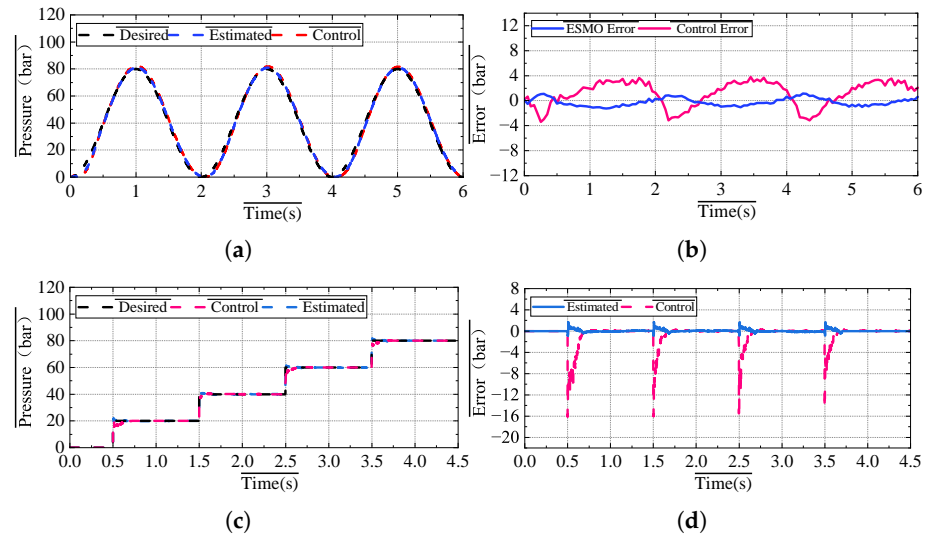 Desired Estimated Control
Pressure（bar）
120
100
80
60
40
20
0
0 1 2 3 4 5 6
Time(s)
(a)
ESMO Error Control Error
Error（bar）
12
8
4
0
−4
−8
−12
0 1 2 3 4 5 6
Time(s)
(b)
Desired Control Estimated
Pressure（bar）
120
100
80
60
40
20
0
0.0 0.5 1.0 1.5 2.0 2.5 3.0 3.5 4.0 4.5
Time(s)
(c)
Estimated Control
Error（bar）
8
4
0
−4
−8
−12
−16
−20
0.0 0.5 1.0 1.5 2.0 2.5 3.0 3.5 4.0 4.5
Time(s)
(d)